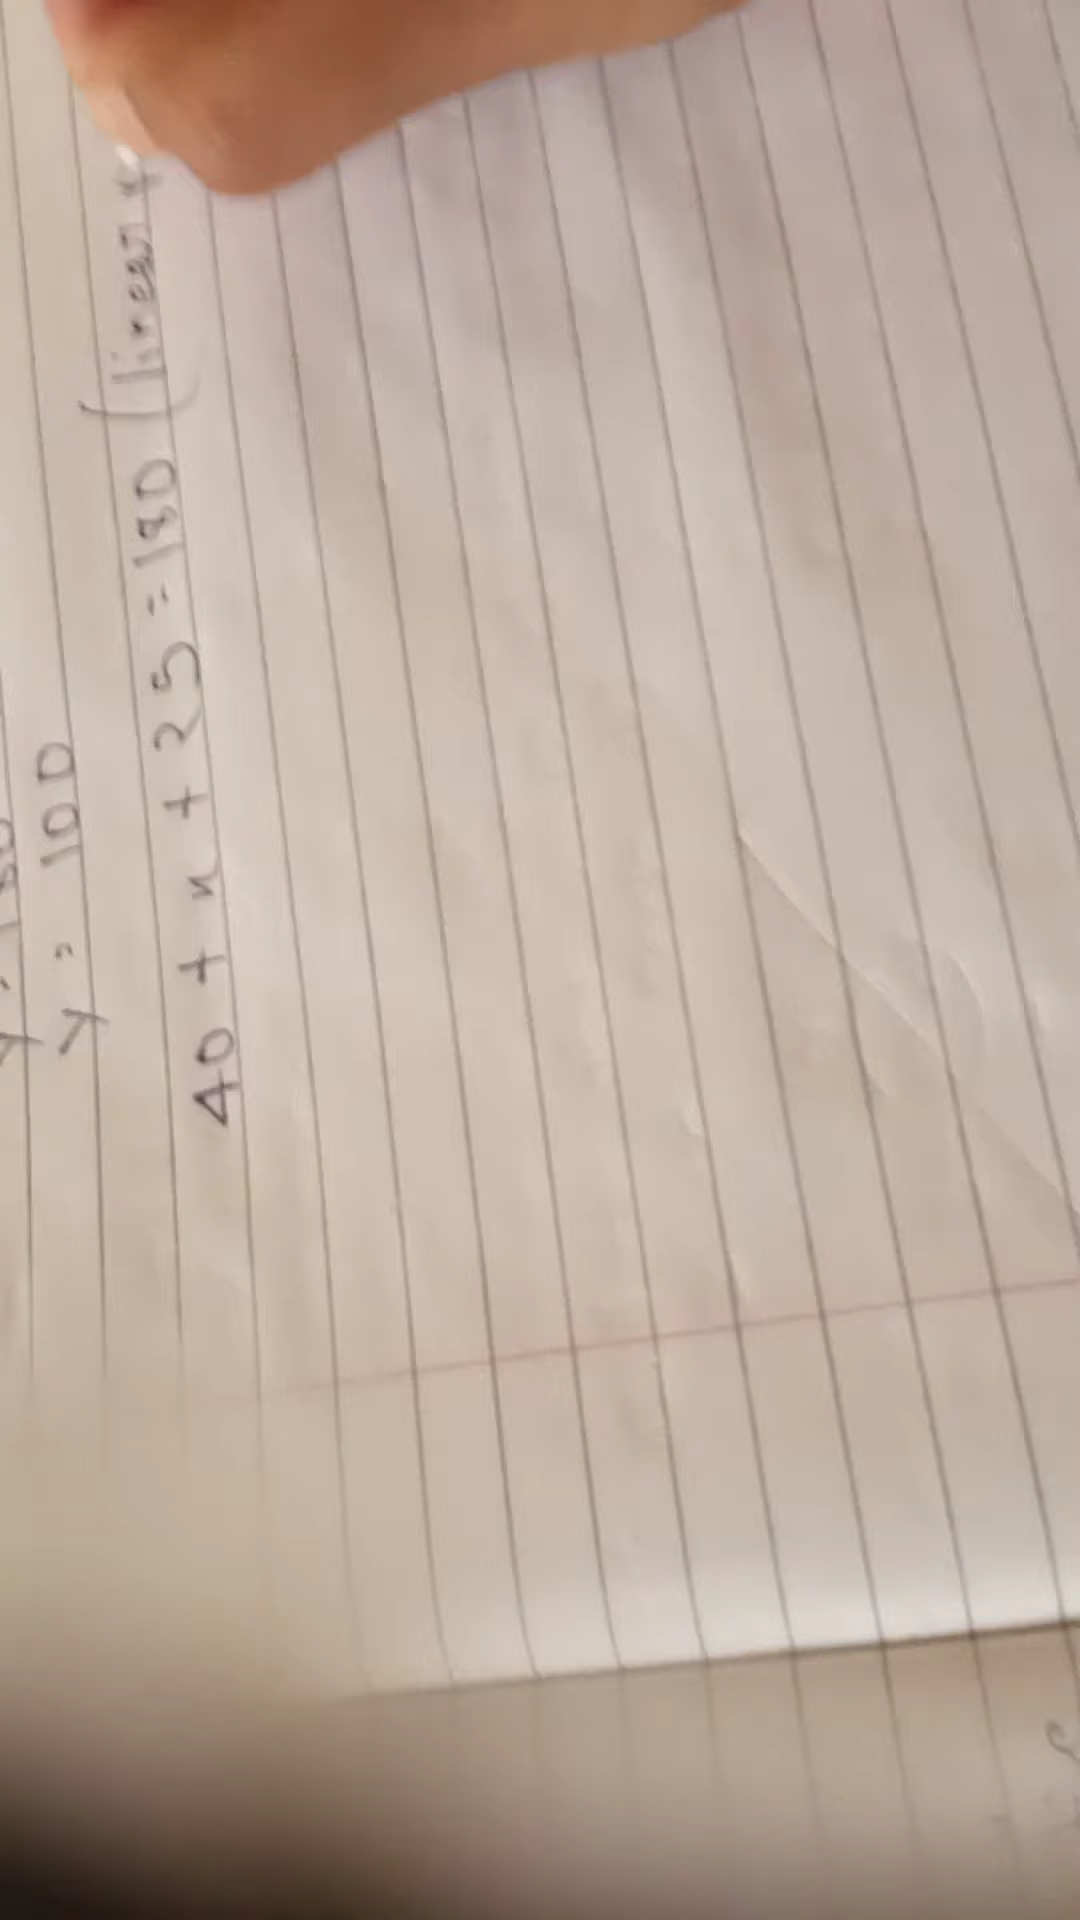 y = 100
40 + x + 25 = 180 (linear